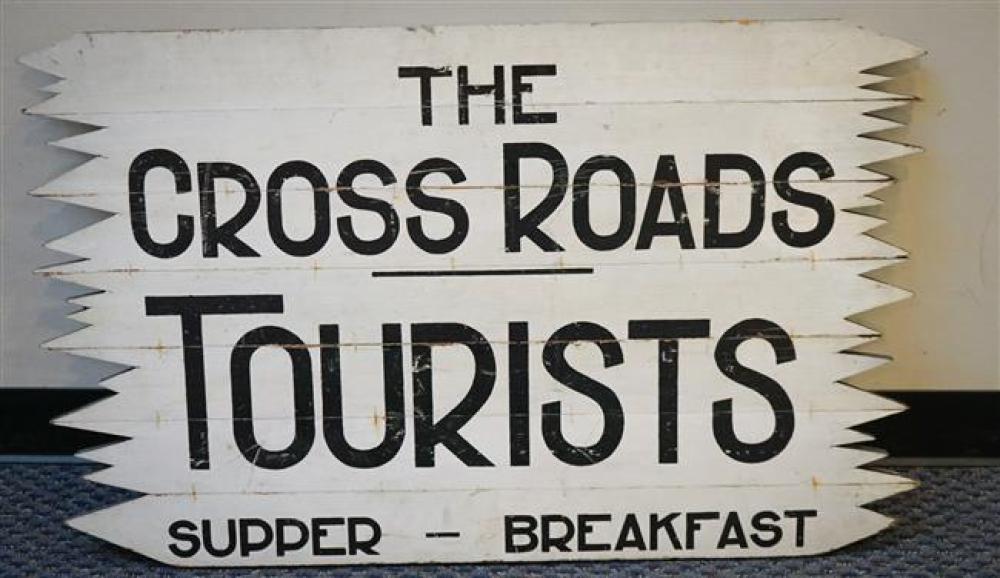 THE
CROSS ROADS
TOURISTS
SUPPER - BREAKFAST